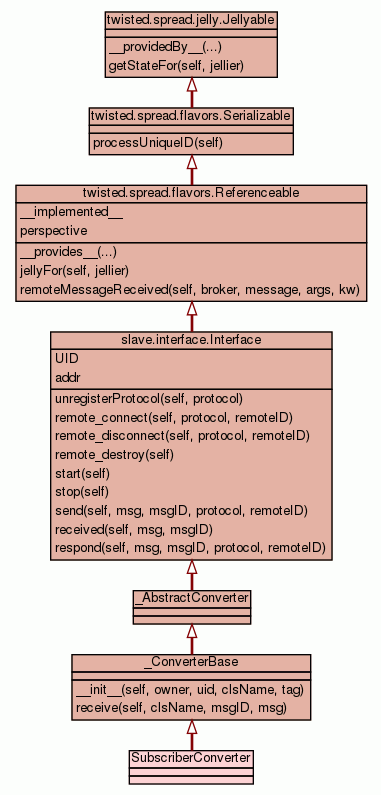 twisted.spread.jelly.Jellyable
__providedBy__(...)
getStateFor(self, jellier)
twisted.spread.flavors.Serializable
processUniqueID(self)
twisted.spread.flavors.Referenceable
__implemented__
perspective
__provides__(...)
jellyFor(self, jellier)
remoteMessageReceived(self, broker, message, args, kw)
slave.interface.Interface
UID
addr
unregisterProtocol(self, protocol)
remote_connect(self, protocol, remoteID)
remote_disconnect(self, protocol, remoteID)
remote_destroy(self)
start(self)
stop(self)
send(self, msg, msgID, protocol, remoteID)
received(self, msg, msgID)
respond(self, msg, msgID, protocol, remoteID)
_AbstractConverter
_ConverterBase
__init__(self, owner, uid, clsName, tag)
receive(self, clsName, msgID, msg)
SubscriberConverter